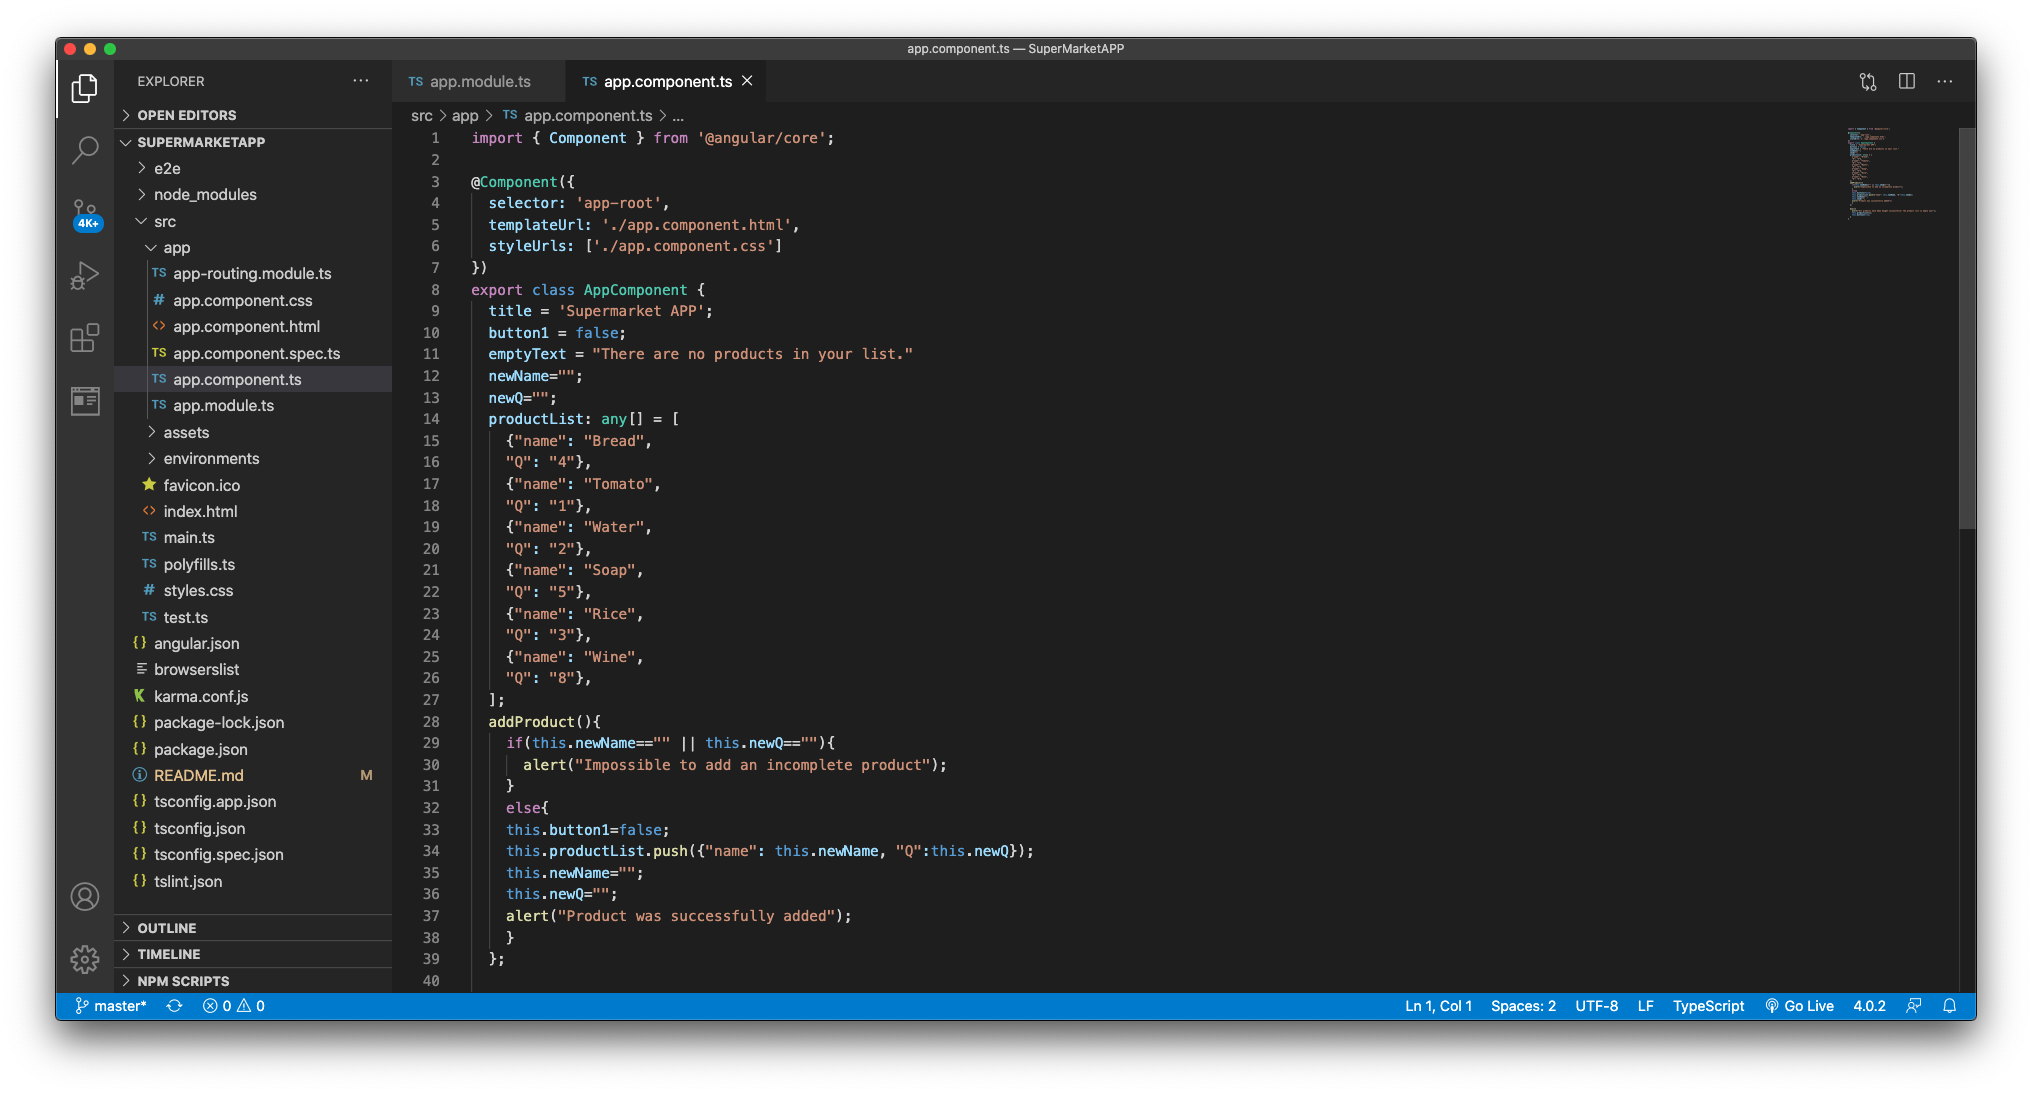 app.component.ts — SuperMarketAPP
EXPLORER
OPEN EDITORS
SUPERMARKETAPP
e2e
node_modules
src
app
TS app-routing.module.ts
# app.component.css
<> app.component.html
TS app.component.spec.ts
TS app.component.ts
TS app.module.ts
assets
environments
favicon.ico
<> index.html
TS main.ts
TS polyfills.ts
# styles.css
TS test.ts
{} angular.json
browserslist
K karma.conf.js
{} package-lock.json
{} package.json
README.md M
{} tsconfig.app.json
{} tsconfig.json
{} tsconfig.spec.json
{} tslint.json
OUTLINE
TIMELINE
NPM SCRIPTS
4K+
TS app.module.ts
TS app.component.ts
src > app > TS app.component.ts > ...
1 import { Component } from '@angular/core';
2
3 @Component({
4 selector: 'app-root',
5 templateUrl: './app.component.html',
6 styleUrls: ['./app.component.css']
7 })
8 export class AppComponent {
9 title = 'Supermarket APP';
10 button1 = false;
11 emptyText = "There are no products in your list."
12 newName="";
13 newQ="";
14 productList: any[] = [
15 {"name": "Bread",
16 "Q": "4"},
17 {"name": "Tomato",
18 "Q": "1"},
19 {"name": "Water",
20 "Q": "2"},
21 {"name": "Soap",
22 "Q": "5"},
23 {"name": "Rice",
24 "Q": "3"},
25 {"name": "Wine",
26 "Q": "8"},
27 ];
28 addProduct(){
29 if(this.newName=="" || this.newQ==""){
30 alert("Impossible to add an incomplete product");
31 }
32 else{
33 this.button1=false;
34 this.productList.push({"name": this.newName, "Q":this.newQ});
35 this.newName="";
36 this.newQ="";
37 alert("Product was successfully added");
38 }
39 };
40
master* 0 0
Ln 1, Col 1 Spaces: 2 UTF-8 LF TypeScript Go Live 4.0.2